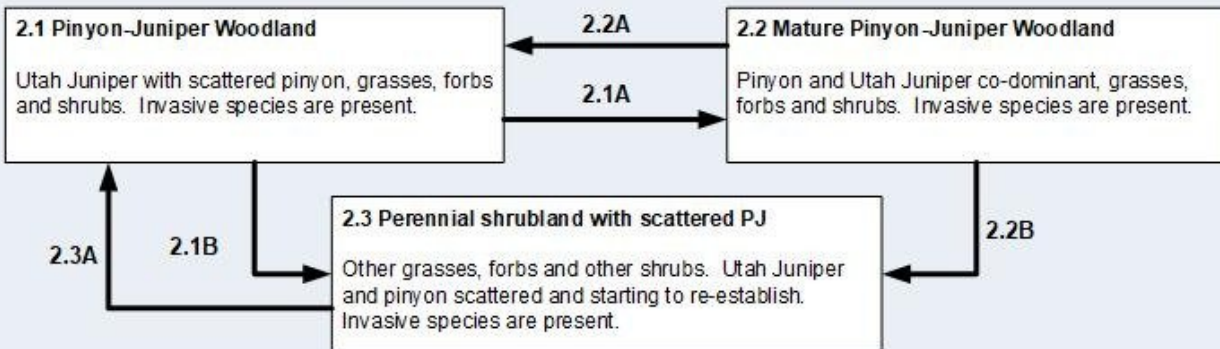 2.1 Pinyon-Juniper Woodland
Utah Juniper with scattered pinyon, grasses, forbs
and shrubs.  Invasive species are present.
2.2A
2.1A
2.2 Mature Pinyon-Juniper Woodland
Pinyon and Utah Juniper co-dominant, grasses,
forbs and shrubs.  Invasive species are present.
2.3A
2.1B
2.3 Perennial shrubland with scattered PJ
Other grasses, forbs and other shrubs.  Utah Juniper
and pinyon scattered and starting to re-establish.
Invasive species are present.
2.2B